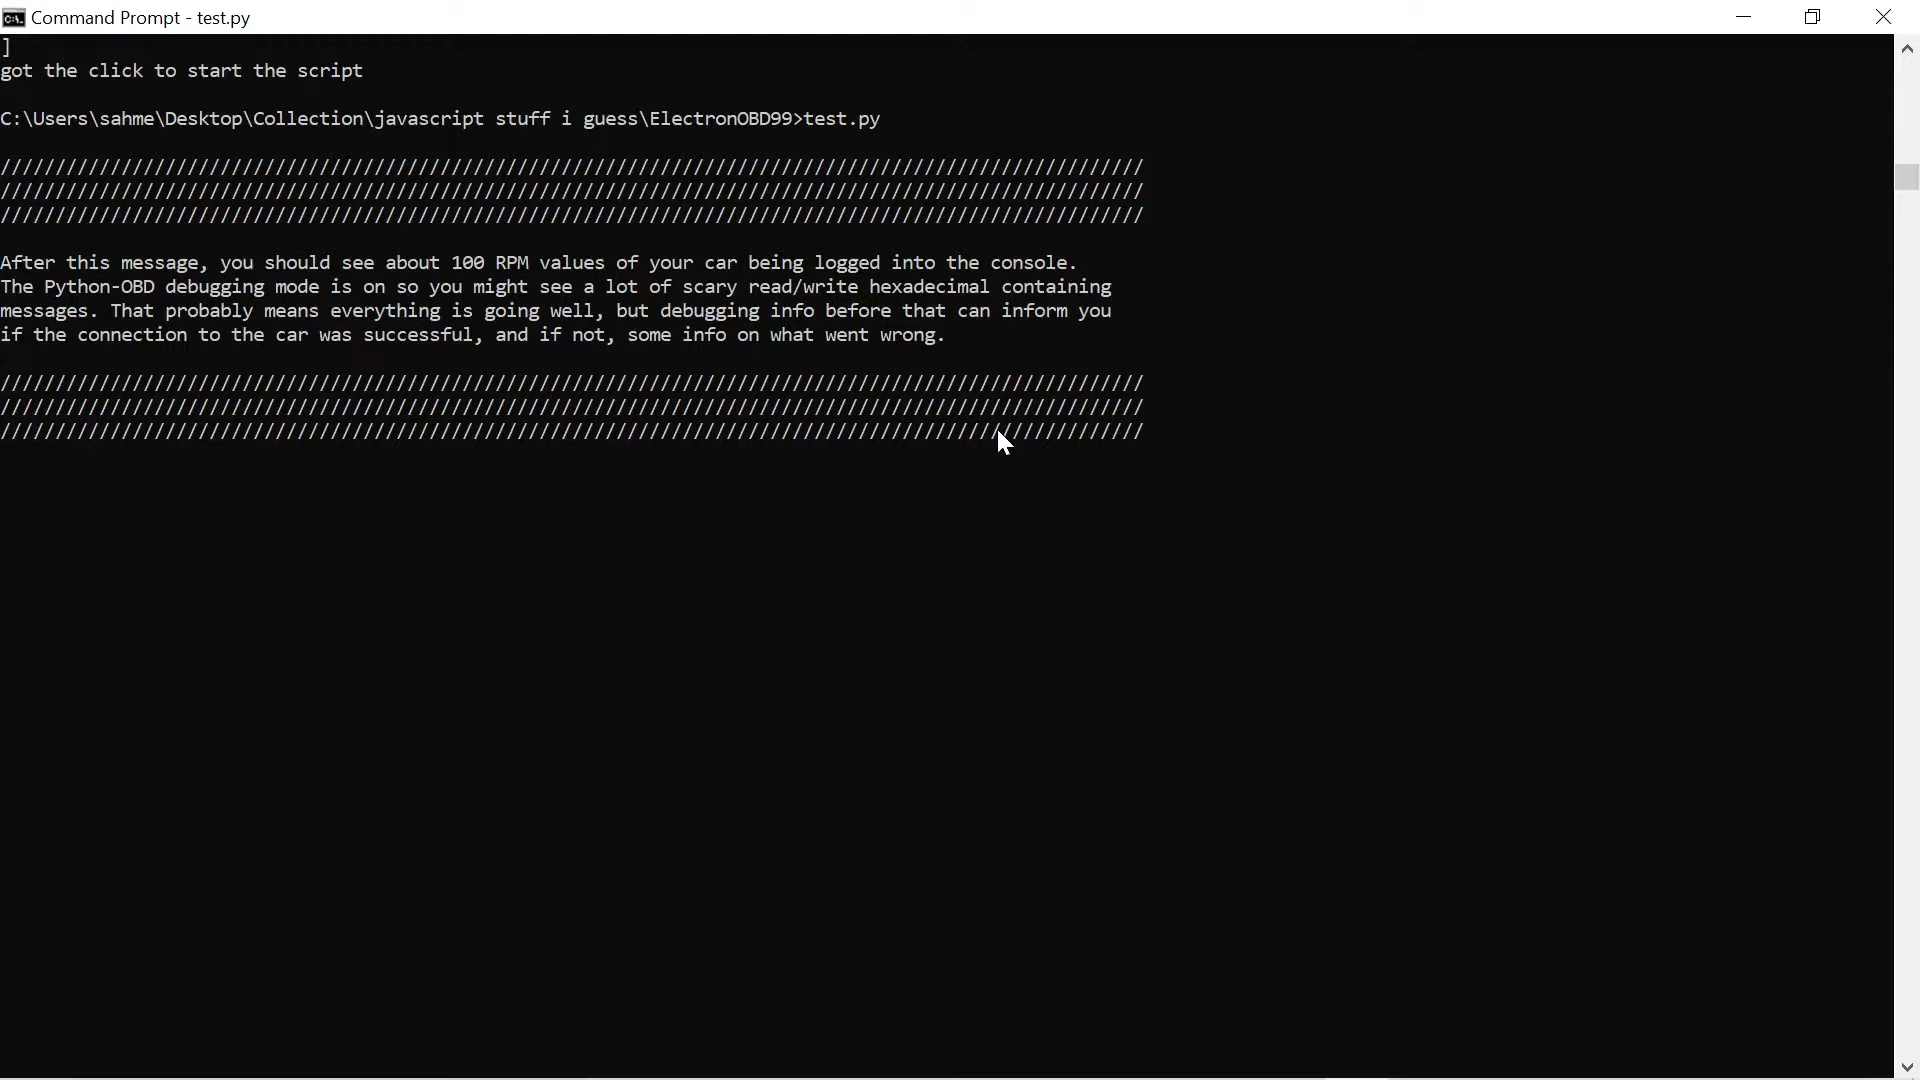 Command Prompt - test.py
]
got the click to start the script
C:\Users\sahme\Desktop\Collection\javascript stuff i guess\ElectronOBD99>test.py
////////////////////////////////////////////////////////////////////////////////////////////////////////
////////////////////////////////////////////////////////////////////////////////////////////////////////
////////////////////////////////////////////////////////////////////////////////////////////////////////
After this message, you should see about 100 RPM values of your car being logged into the console.
The Python-OBD debugging mode is on so you might see a lot of scary read/write hexadecimal containing
messages. That probably means everything is going well, but debugging info before that can inform you
if the connection to the car was successful, and if not, some info on what went wrong.
////////////////////////////////////////////////////////////////////////////////////////////////////////
////////////////////////////////////////////////////////////////////////////////////////////////////////
////////////////////////////////////////////////////////////////////////////////////////////////////////